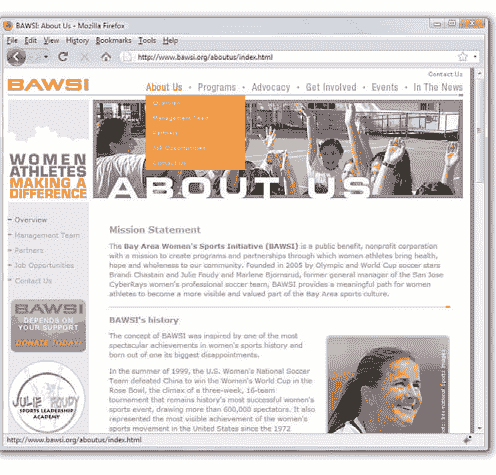 BAWSI: About Us - Mozilla Firefox
File Edit View History Bookmarks Tools Help
http://www.bawsi.org/aboutus/index.html
Contact Us
BAWSI
About Us • Programs • Advocacy • Get Involved • Events • In The News
Overview
Management Team
Partners
Job Opportunities
Contact Us
WOMEN
ATHLETES
MAKING A
DIFFERENCE
ABOUT US
Overview
Management Team
Partners
Job Opportunities
Contact Us
BAWSI
DEPENDS ON
YOUR SUPPORT
DONATE TODAY!
JULIE FOUDY
SPORTS LEADERSHIP
ACADEMY
Mission Statement
The Bay Area Women's Sports Initiative (BAWSI) is a public benefit, nonprofit corporation
with a mission to create programs and partnerships through which women athletes bring health,
hope and wholeness to our community. Founded in 2005 by Olympic and World Cup soccer stars
Brandi Chastain and Julie Foudy and Marlene Bjornsrud, former general manager of the San Jose
CyberRays women's professional soccer team, BAWSI provides a meaningful path for women
athletes to become a more visible and valued part of the Bay Area sports culture.
BAWSI's history
The concept of BAWSI was inspired by one of the most
spectacular achievements in women's sports history and
born out of one its biggest disappointments.
In the summer of 1999, the U.S. Women's National Soccer
Team defeated China to win the Women's World Cup in the
Rose Bowl, the climax of a three-week, 16-team
tournament that remains history's most successful women's
sports event, drawing more than 600,000 spectators. It also
represented the most visible achievement of the women's
sports movement in the United States since the 1972
http://www.bawsi.org/aboutus/index.html